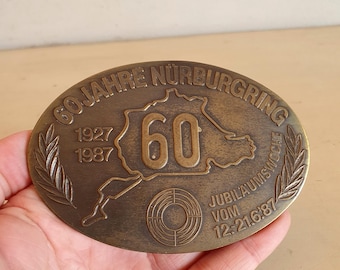 60 JAHRE NÜRBURGRING
1927
1987
60
JUBILÄUMSWOCHE
VOM
12.-21.6.87